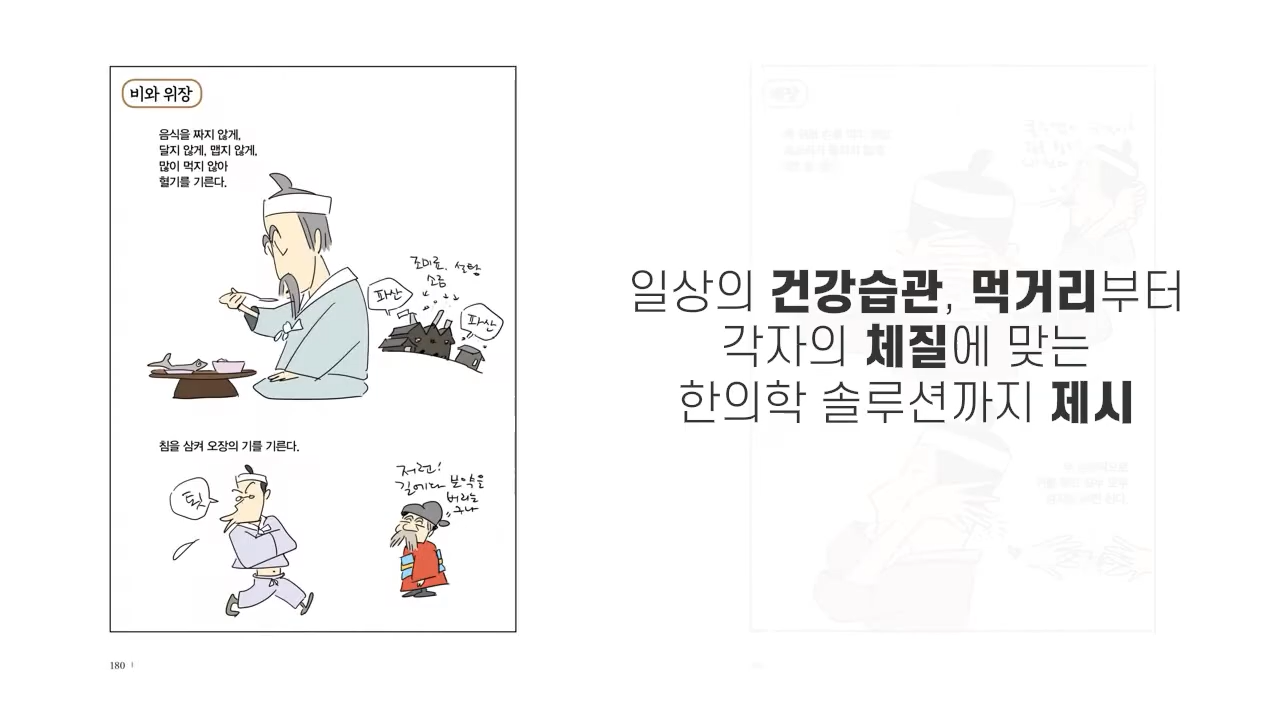 비와 위장
음식을 짜지 않게,
달지 않게, 맵지 않게,
많이 먹지 않아
혈기를 기른다.
조미료, 설탕
소금
파산
파산
침을 삼켜 오장의 기를 기른다.
퉷
저런!
길에다 보약을
버리는
구나
180
일상의 건강습관, 먹거리부터
각자의 체질에 맞는
한의학 솔루션까지 제시